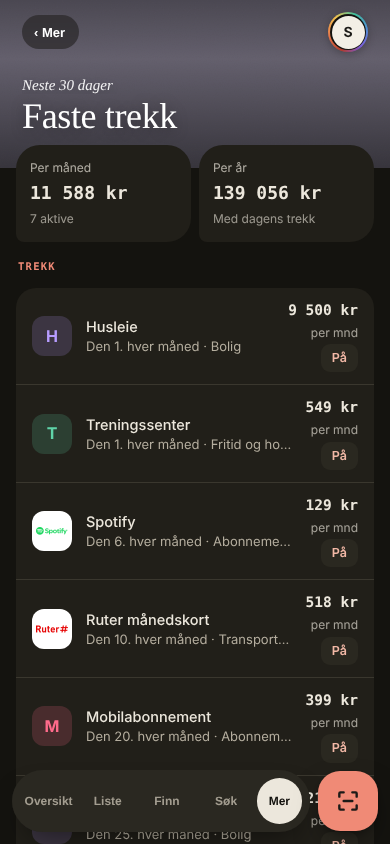 ‹ Mer
S
Neste 30 dager
Faste trekk
Per måned
11 588 kr
7 aktive
Per år
139 056 kr
Med dagens trekk
TREKK
H
Husleie
Den 1. hver måned · Bolig
9 500 kr
per mnd
På
T
Treningssenter
Den 1. hver måned · Fritid og ho...
549 kr
per mnd
På
Spotify
Spotify
Den 6. hver måned · Abonneme...
129 kr
per mnd
På
Ruter#
Ruter månedskort
Den 10. hver måned · Transport...
518 kr
per mnd
På
M
Mobilabonnement
Den 20. hver måned · Abonnem...
399 kr
per mnd
På
Oversikt
Liste
Finn
Søk
Mer
Den 25. hver måned · Bolig